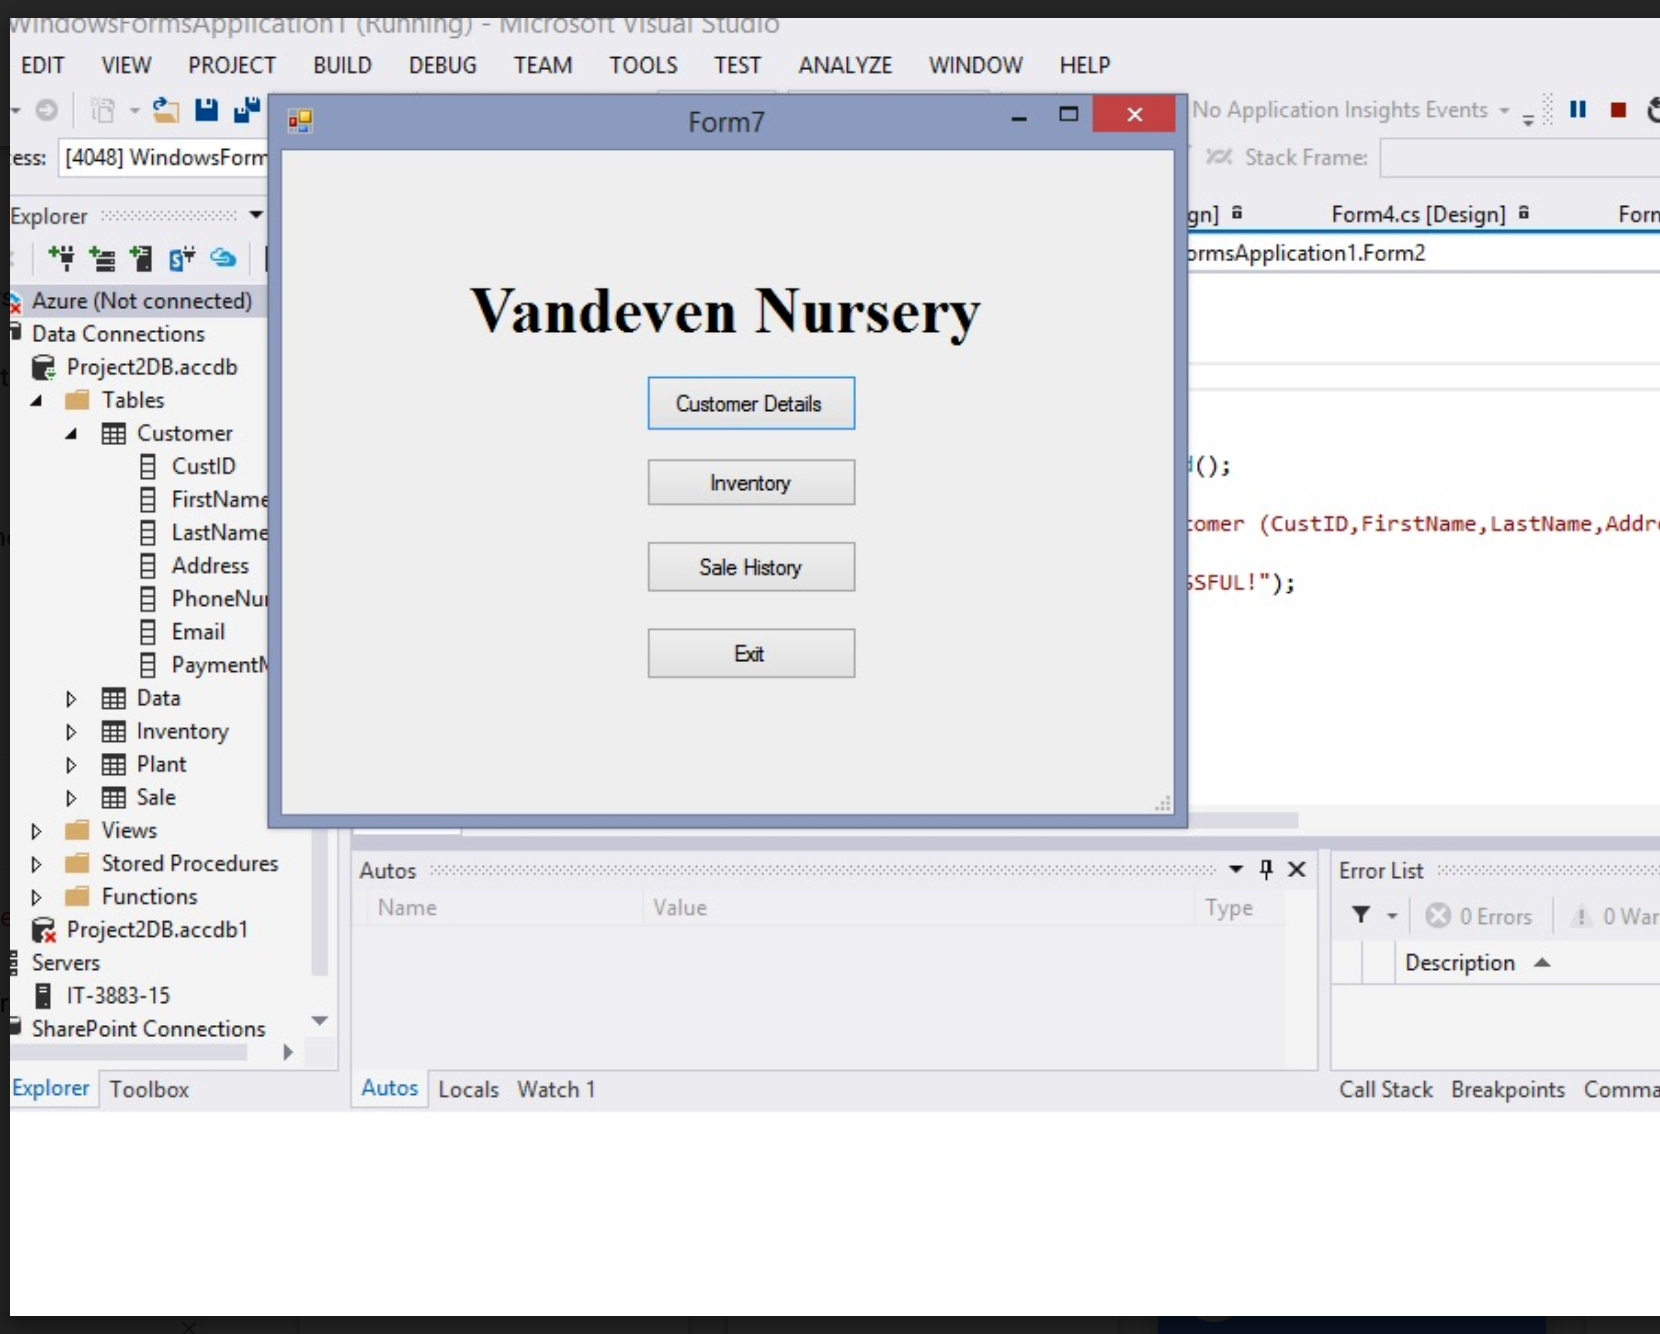 WindowsFormsApplication1 (Running) - Microsoft Visual Studio
EDIT VIEW PROJECT BUILD DEBUG TEAM TOOLS TEST ANALYZE WINDOW HELP
No Application Insights Events
ess: [4048] WindowsForm
Stack Frame:
Form7
Explorer
gn] Form4.cs [Design] Forn
ormsApplication1.Form2
Vandeven Nursery
Customer Details
Inventory
Sale History
Exit
Azure (Not connected)
Data Connections
Project2DB.accdb
Tables
Customer
CustID
FirstName
LastName
Address
PhoneNu
Email
PaymentM
Data
Inventory
Plant
Sale
Views
Stored Procedures
Functions
Project2DB.accdb1
Servers
IT-3883-15
SharePoint Connections
Explorer Toolbox
d();
tomer (CustID,FirstName,LastName,Addre
SSFUL!");
Autos
Name Value Type
Autos Locals Watch 1
Error List
0 Errors 0 War
Description
Call Stack Breakpoints Comma